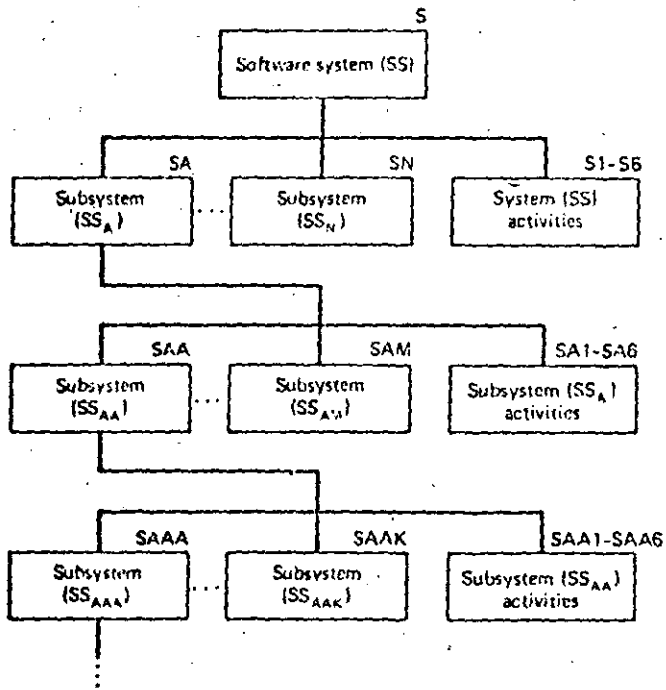 S
Software system (SS)
SA
SN
S1-S6
Subsystem
(SS_A)
...
Subsystem
(SS_N)
System (SS)
activities
SAA
SAM
SA1-SA6
Subsystem
(SS_AA)
...
Subsystem
(SS_AM)
Subsystem (SS_A)
activities
SAAA
SAAK
SAA1-SAA6
Subsystem
(SS_AAA)
...
Subsystem
(SS_AAK)
Subsystem (SS_AA)
activities